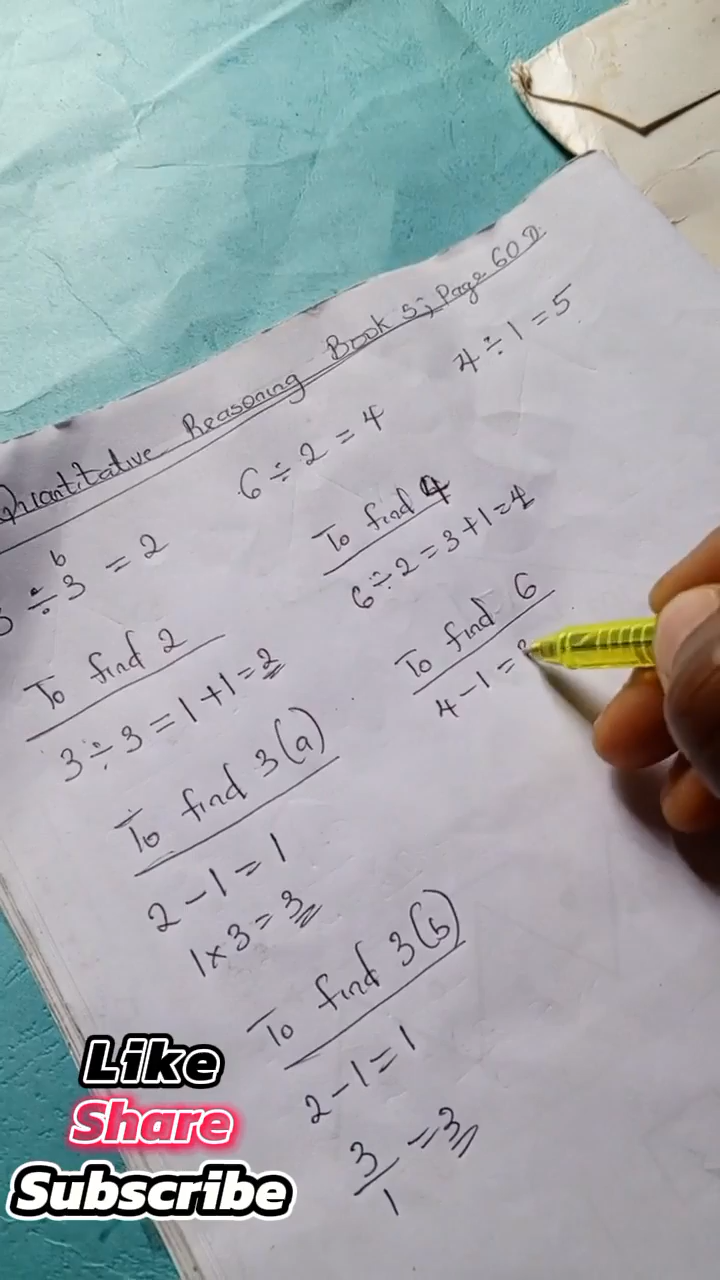 Quantitative Reasoning Book 5; Page 60
4 ÷ 1 = 5
6 ÷ 2 = 4
3 ÷ 3 = 2
b
To find 4
6 ÷ 2 = 3 + 1 = 4
To find 6
4 - 1 =
To find 2
3 ÷ 3 = 1 + 1 = 2
To find 3(a)
2 - 1 = 1
1 x 3 = 3
To find 3(b)
2 - 1 = 1
3/1 = 3
Like
Share
Subscribe